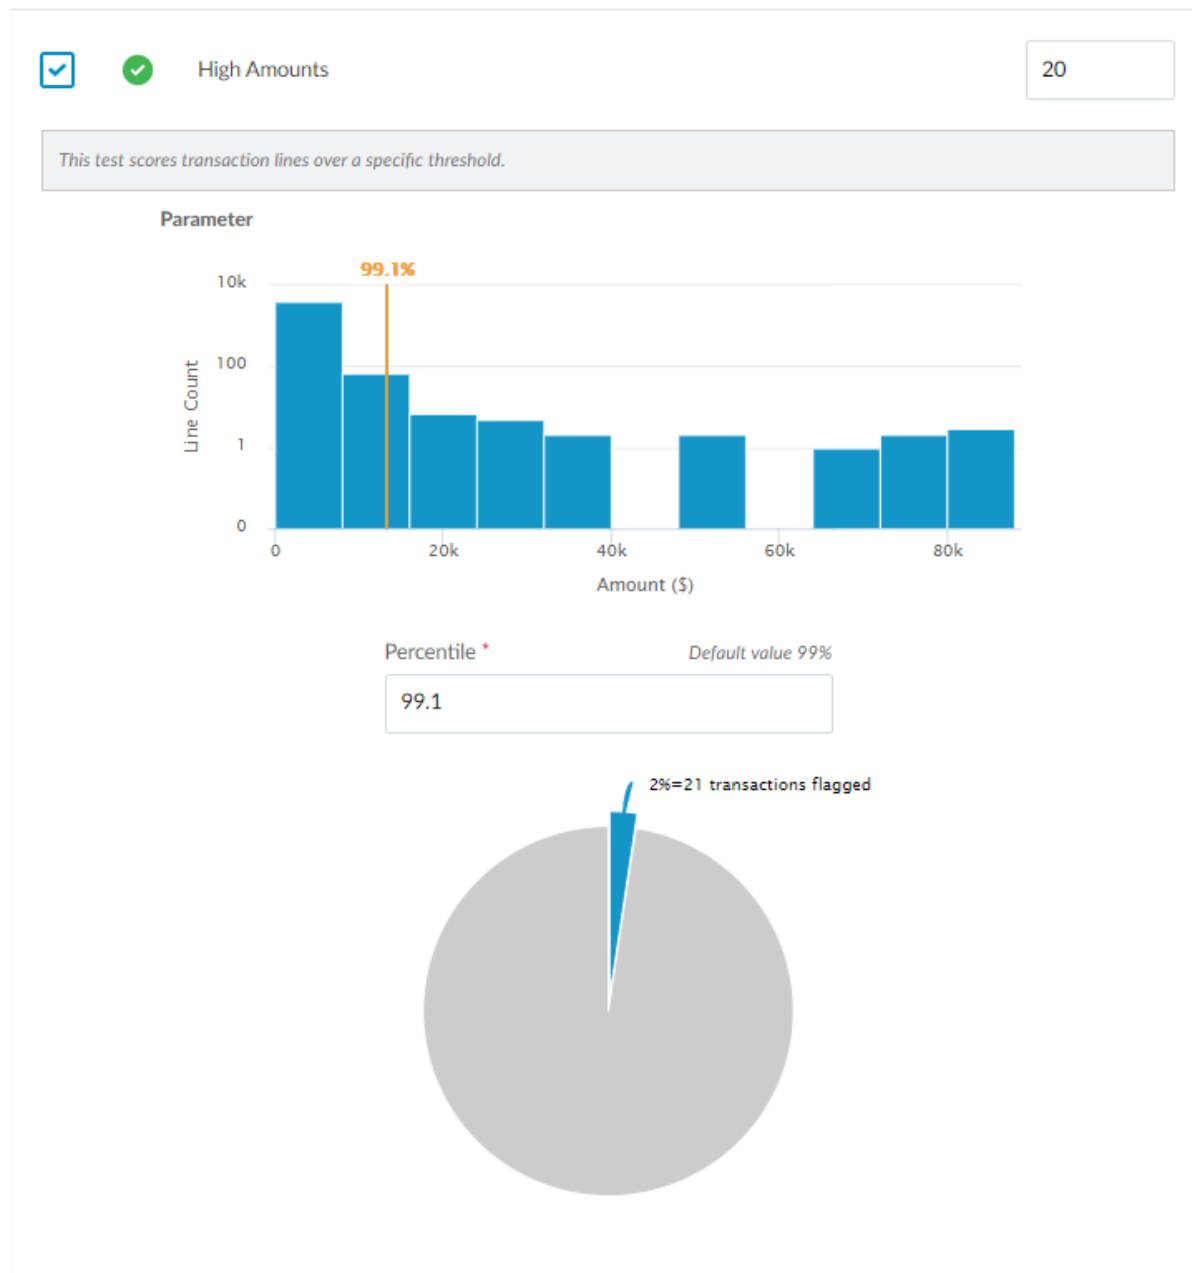 High Amounts
20
This test scores transaction lines over a specific threshold.
Parameter
99.1%
10k
100
1
0
Line Count
0 20k 40k 60k 80k
Amount ($)
Percentile * Default value 99%
99.1
2%=21 transactions flagged